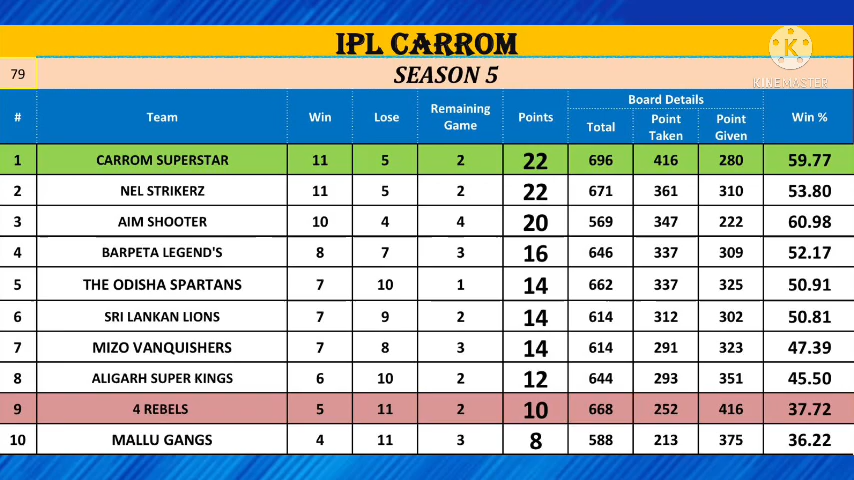 IPL CARROM
K
KINEMASTER
79 SEASON 5
# Team Win Lose Remaining Game Points Board Details Win %
Total Point Taken Point Given
1 CARROM SUPERSTAR 11 5 2 22 696 416 280 59.77
2 NEL STRIKERZ 11 5 2 22 671 361 310 53.80
3 AIM SHOOTER 10 4 4 20 569 347 222 60.98
4 BARPETA LEGEND'S 8 7 3 16 646 337 309 52.17
5 THE ODISHA SPARTANS 7 10 1 14 662 337 325 50.91
6 SRI LANKAN LIONS 7 9 2 14 614 312 302 50.81
7 MIZO VANQUISHERS 7 8 3 14 614 291 323 47.39
8 ALIGARH SUPER KINGS 6 10 2 12 644 293 351 45.50
9 4 REBELS 5 11 2 10 668 252 416 37.72
10 MALLU GANGS 4 11 3 8 588 213 375 36.22